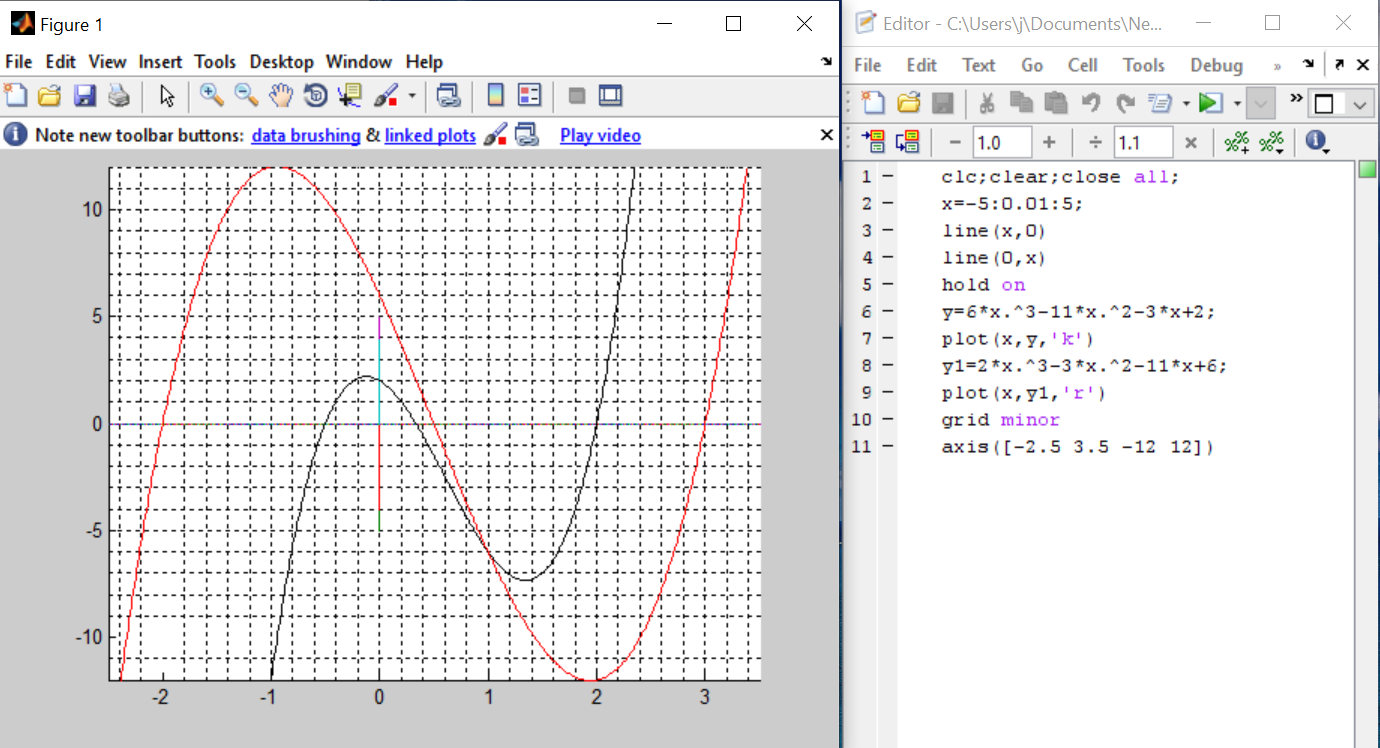 Figure 1
File Edit View Insert Tools Desktop Window Help
Note new toolbar buttons: data brushing & linked plots Play video
10
5
0
-5
-10
-2 -1 0 1 2 3
Editor - C:\Users\j\Documents\Ne...
File Edit Text Go Cell Tools Debug »
1.0 1.1
1 clc;clear;close all;
2 x=-5:0.01:5;
3 line(x,0)
4 line(0,x)
5 hold on
6 y=6*x.^3-11*x.^2-3*x+2;
7 plot(x,y,'k')
8 y1=2*x.^3-3*x.^2-11*x+6;
9 plot(x,y1,'r')
10 grid minor
11 axis([-2.5 3.5 -12 12])